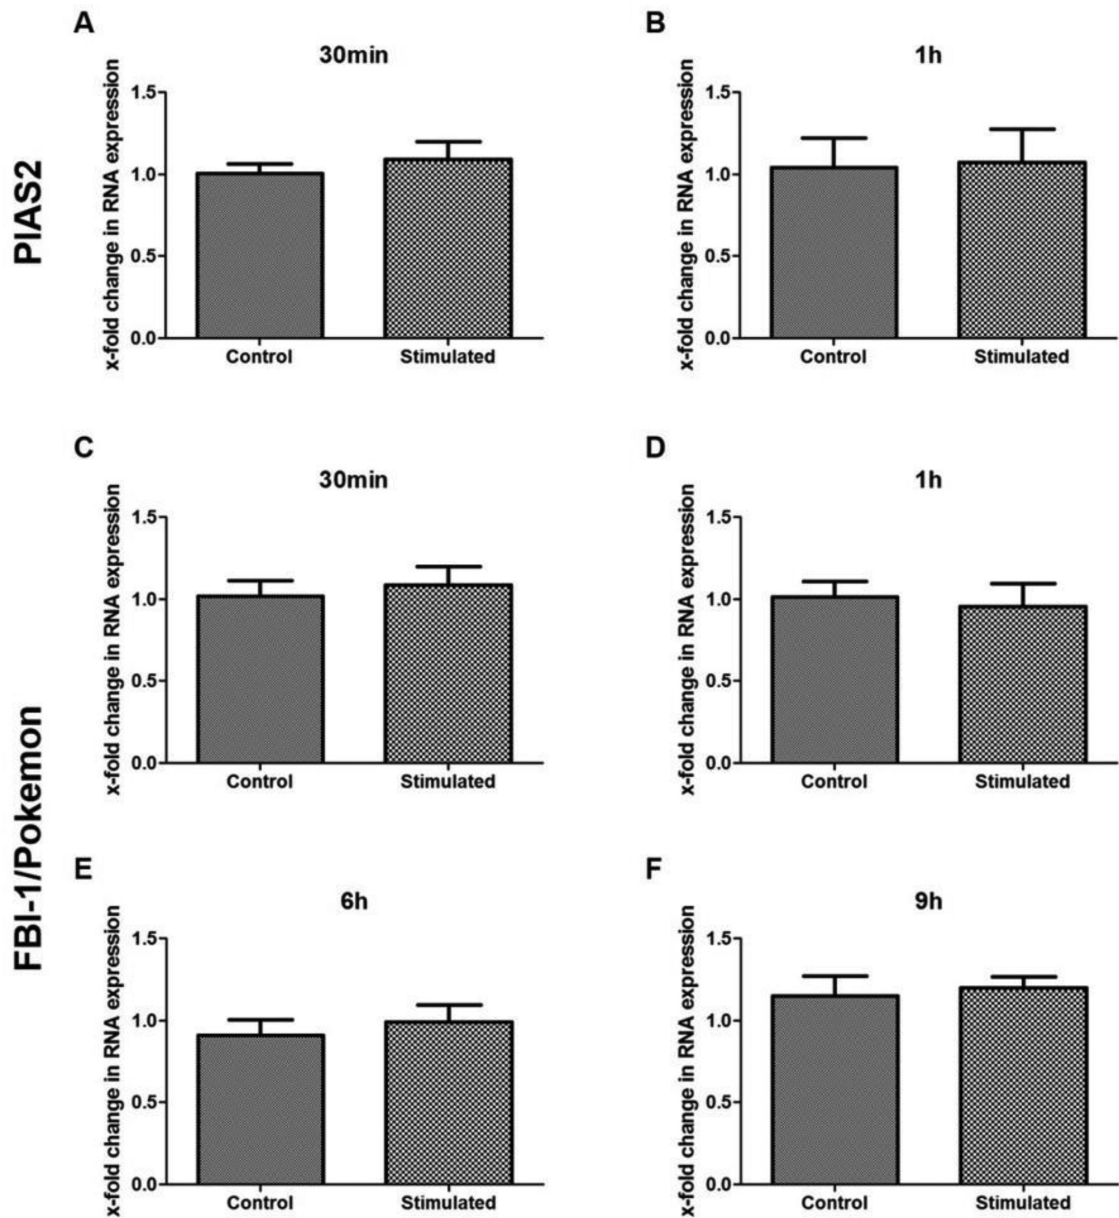 A
30min
x-fold change in RNA expression
1.5
1.0
0.5
0.0
Control
Stimulated
B
1h
x-fold change in RNA expression
1.5
1.0
0.5
0.0
Control
Stimulated
PIAS2
C
30min
x-fold change in RNA expression
1.5
1.0
0.5
0.0
Control
Stimulated
D
1h
x-fold change in RNA expression
1.5
1.0
0.5
0.0
Control
Stimulated
FBI-1/Pokemon
E
6h
x-fold change in RNA expression
1.5
1.0
0.5
0.0
Control
Stimulated
F
9h
x-fold change in RNA expression
1.5
1.0
0.5
0.0
Control
Stimulated